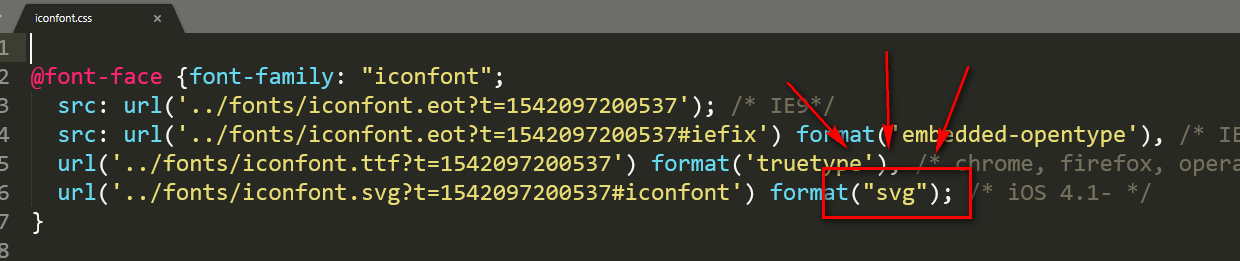 iconfont.css ×
1
2 @font-face {font-family: "iconfont";
3 src: url('../fonts/iconfont.eot?t=1542097200537'); /* IE9*/
4 src: url('../fonts/iconfont.eot?t=1542097200537#iefix') format('embedded-opentype'), /* IE
5 url('../fonts/iconfont.ttf?t=1542097200537') format('truetype'), /* chrome, firefox, opera
6 url('../fonts/iconfont.svg?t=1542097200537#iconfont') format("svg"); /* iOS 4.1- */
7 }
8